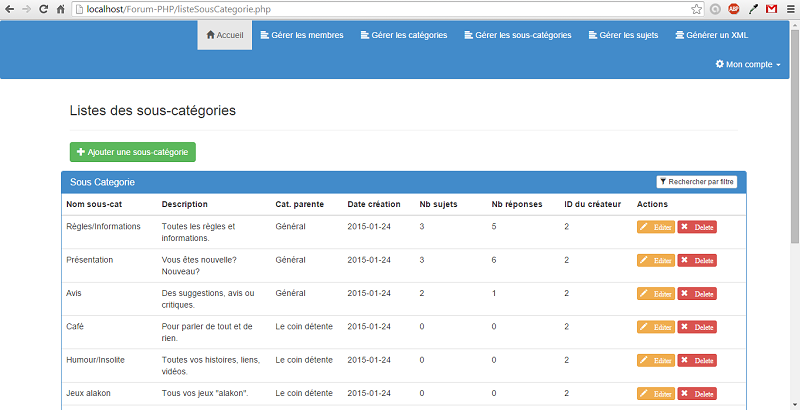 localhost/Forum-PHP/listeSousCategorie.php
ABP
Accueil Gérer les membres Gérer les catégories Gérer les sous-catégories Gérer les sujets Générer un XML
Mon compte
Listes des sous-catégories
Ajouter une sous-catégorie
Sous Categorie Rechercher par filtre
Nom sous-cat Description Cat. parente Date création Nb sujets Nb réponses ID du créateur Actions
Règles/Informations Toutes les règles et Général 2015-01-24 3 5 2 Editer Delete
informations.
Présentation Vous êtes nouvelle? Général 2015-01-24 3 6 2 Editer Delete
Nouveau?
Avis Des suggestions, avis ou Général 2015-01-24 2 1 2 Editer Delete
critiques.
Café Pour parler de tout et de Le coin détente 2015-01-24 0 0 2 Editer Delete
rien.
Humour/Insolite Toutes vos histoires, liens, Le coin détente 2015-01-24 0 0 2 Editer Delete
vidéos.
Jeux alakon Tous vos jeux "alakon". Le coin détente 2015-01-24 0 0 2 Editer Delete